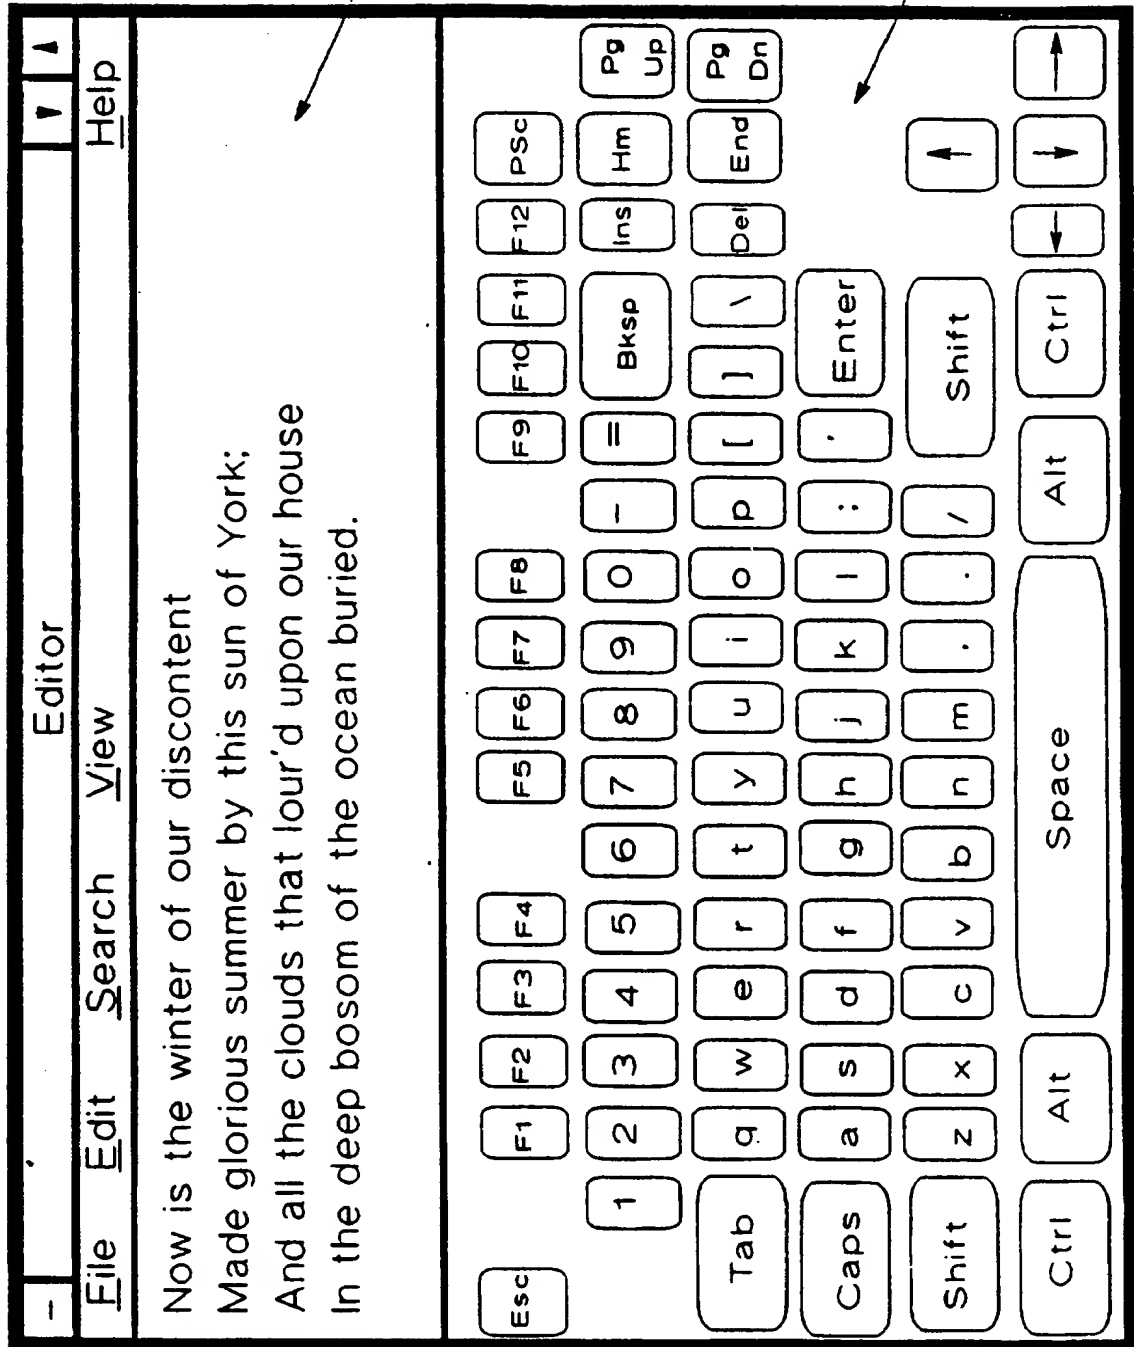 - Editor
File Edit Search View Help
Now is the winter of our discontent
Made glorious summer by this sun of York;
And all the clouds that lour'd upon our house
In the deep bosom of the ocean buried.
Esc F1 F2 F3 F4 F5 F6 F7 F8 F9 F10 F11 F12 PSc
1 2 3 4 5 6 7 8 9 0 - = Bksp Ins Hm Pg Up
Tab q w e r t y u i o p [ ] \ Del End Pg Dn
Caps a s d f g h j k l : ' Enter
Shift z x c v b n m . . / Shift ↑
Ctrl Alt Space Alt Ctrl ← ↓ →